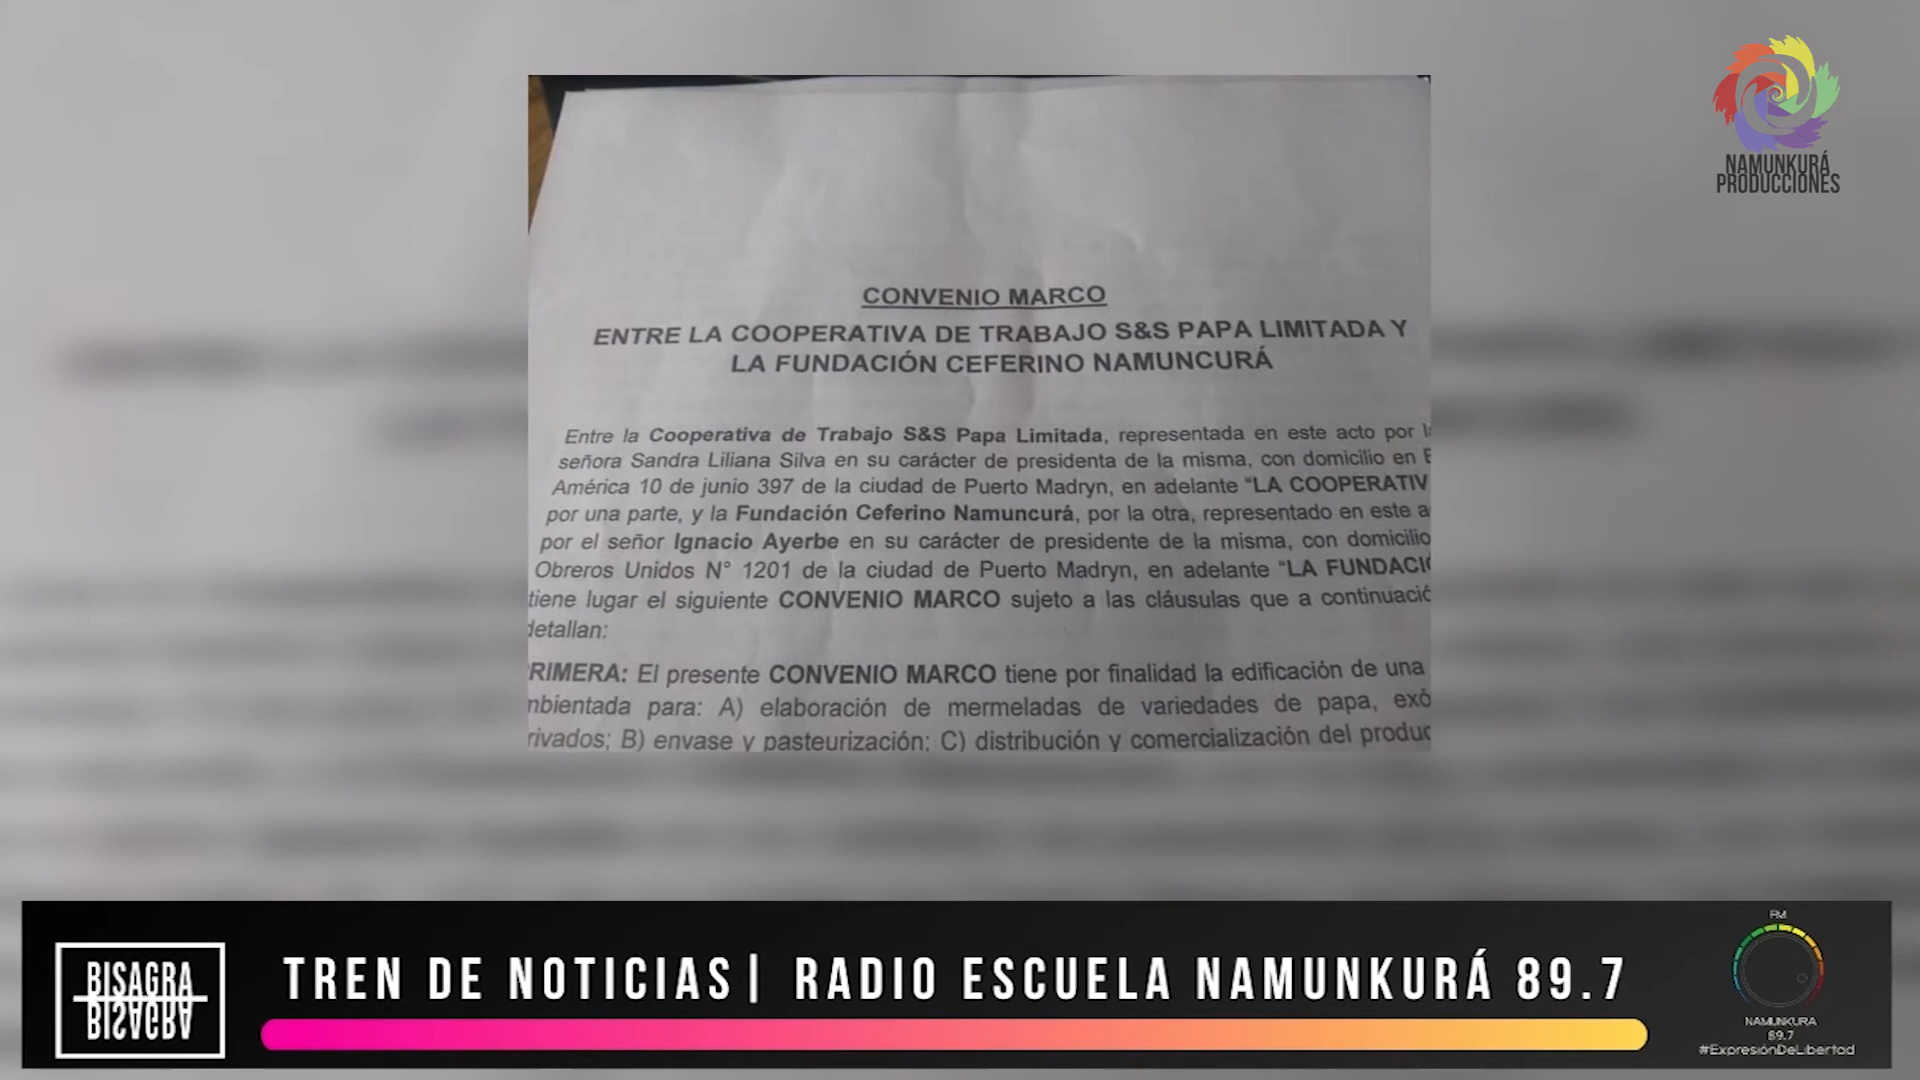 NAMUNKURÁ
PRODUCCIONES
CONVENIO MARCO
ENTRE LA COOPERATIVA DE TRABAJO S&S PAPA LIMITADA Y
LA FUNDACIÓN CEFERINO NAMUNCURÁ
Entre la Cooperativa de Trabajo S&S Papa Limitada, representada en este acto por
señora Sandra Liliana Silva en su carácter de presidenta de la misma, con domicilio en
América 10 de junio 397 de la ciudad de Puerto Madryn, en adelante “LA COOPERATIV
por una parte, y la Fundación Ceferino Namuncurá, por la otra, representado en este a
por el señor Ignacio Ayerbe en su carácter de presidente de la misma, con domicilio
Obreros Unidos N° 1201 de la ciudad de Puerto Madryn, en adelante “LA FUNDACI
tiene lugar el siguiente CONVENIO MARCO sujeto a las cláusulas que a continuació
detallan:
RIMERA: El presente CONVENIO MARCO tiene por finalidad la edificación de una
mbientada para: A) elaboración de mermeladas de variedades de papa, exó
rivados; B) envase y pasteurización; C) distribución y comercialización del produc
BISAGRA
BISAGRA
TREN DE NOTICIAS| RADIO ESCUELA NAMUNKURÁ 89.7
FM
NAMUNKURA
89.7
#ExpresiónDeLibertad